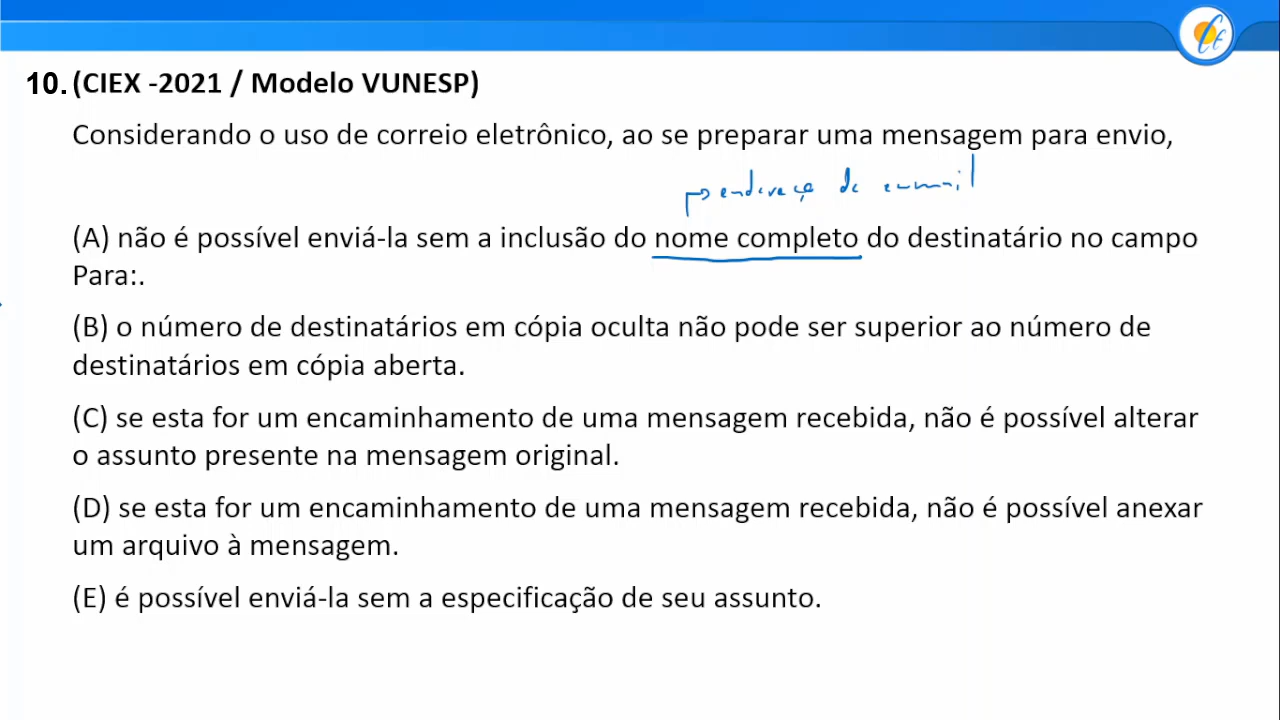 10. (CIEX -2021 / Modelo VUNESP)
Considerando o uso de correio eletrônico, ao se preparar uma mensagem para envio,
endereço de email
(A) não é possível enviá-la sem a inclusão do nome completo do destinatário no campo
Para:.
(B) o número de destinatários em cópia oculta não pode ser superior ao número de
destinatários em cópia aberta.
(C) se esta for um encaminhamento de uma mensagem recebida, não é possível alterar
o assunto presente na mensagem original.
(D) se esta for um encaminhamento de uma mensagem recebida, não é possível anexar
um arquivo à mensagem.
(E) é possível enviá-la sem a especificação de seu assunto.